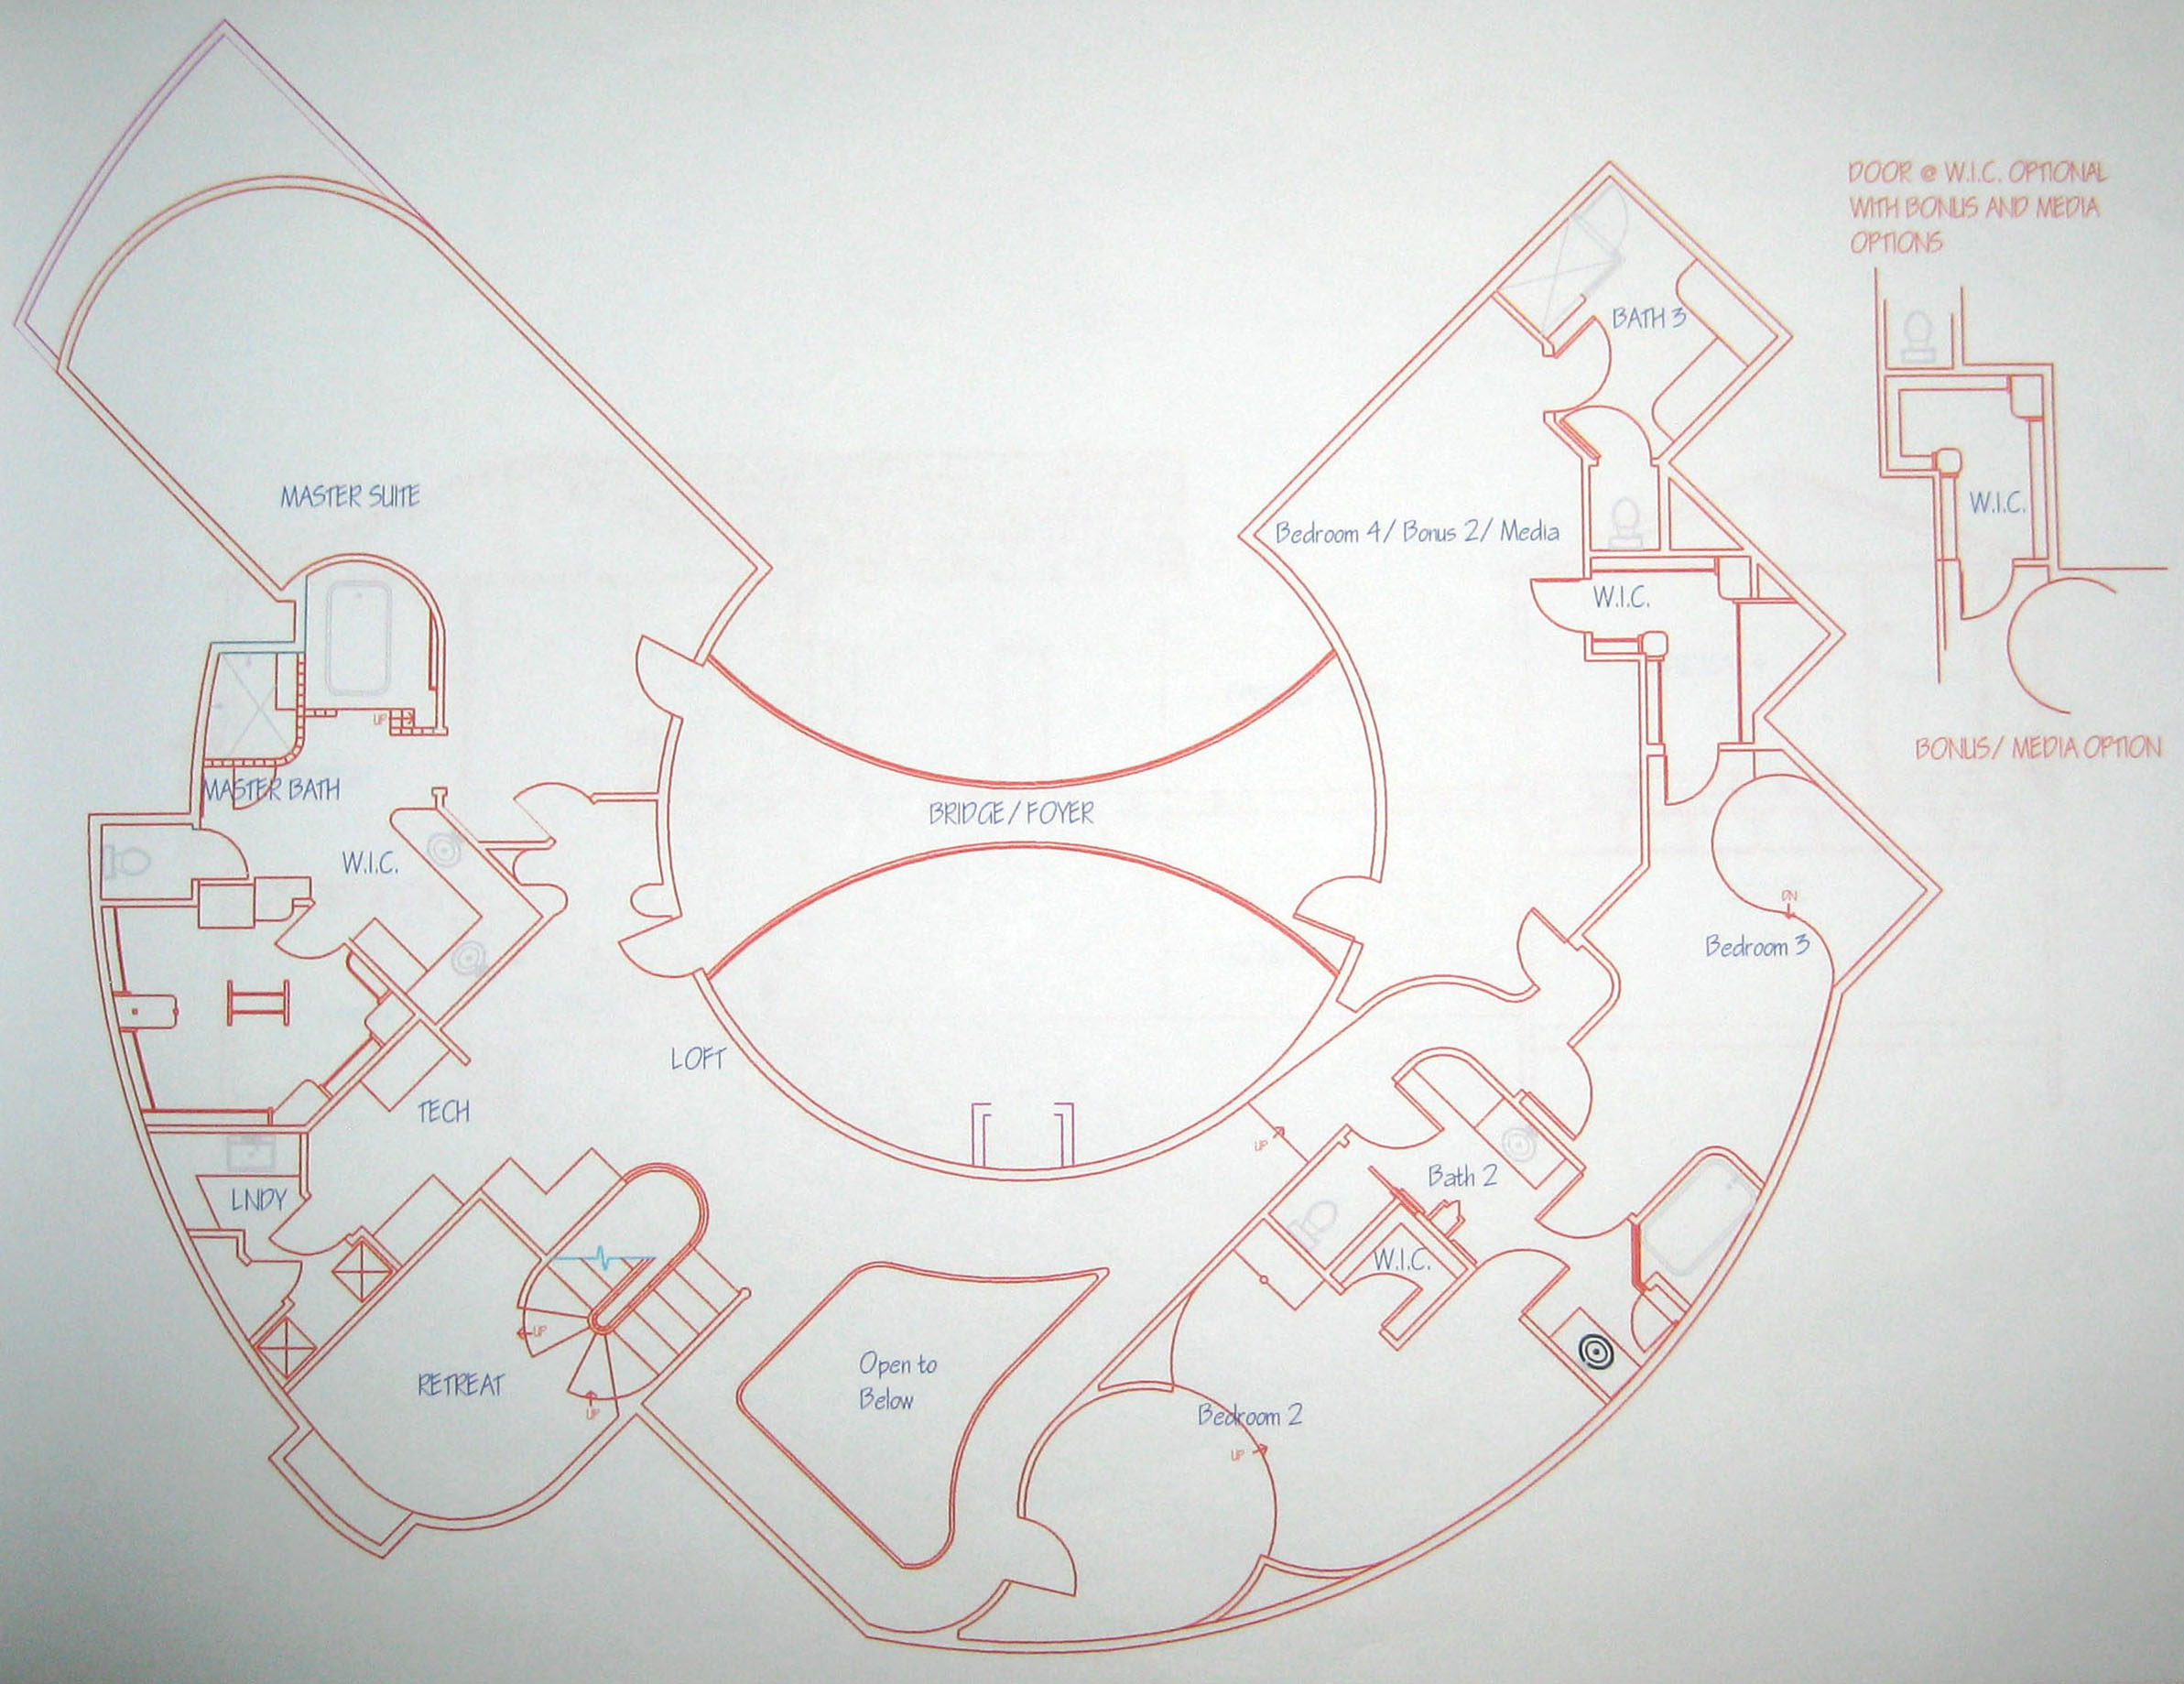 DOOR @ W.I.C. OPTIONAL
WITH BONUS AND MEDIA
OPTIONS
BATH 3
MASTER SUITE
W.I.C.
Bedroom 4/ Bonus 2/ Media
W.I.C.
UP
BONUS/ MEDIA OPTION
MASTER BATH
BRIDGE/ FOYER
W.I.C.
DN
Bedroom 3
LOFT
TECH
UP
Bath 2
LNDY
W.I.C.
UP
Open to
Below
RETREAT
UP
Bedroom 2
UP